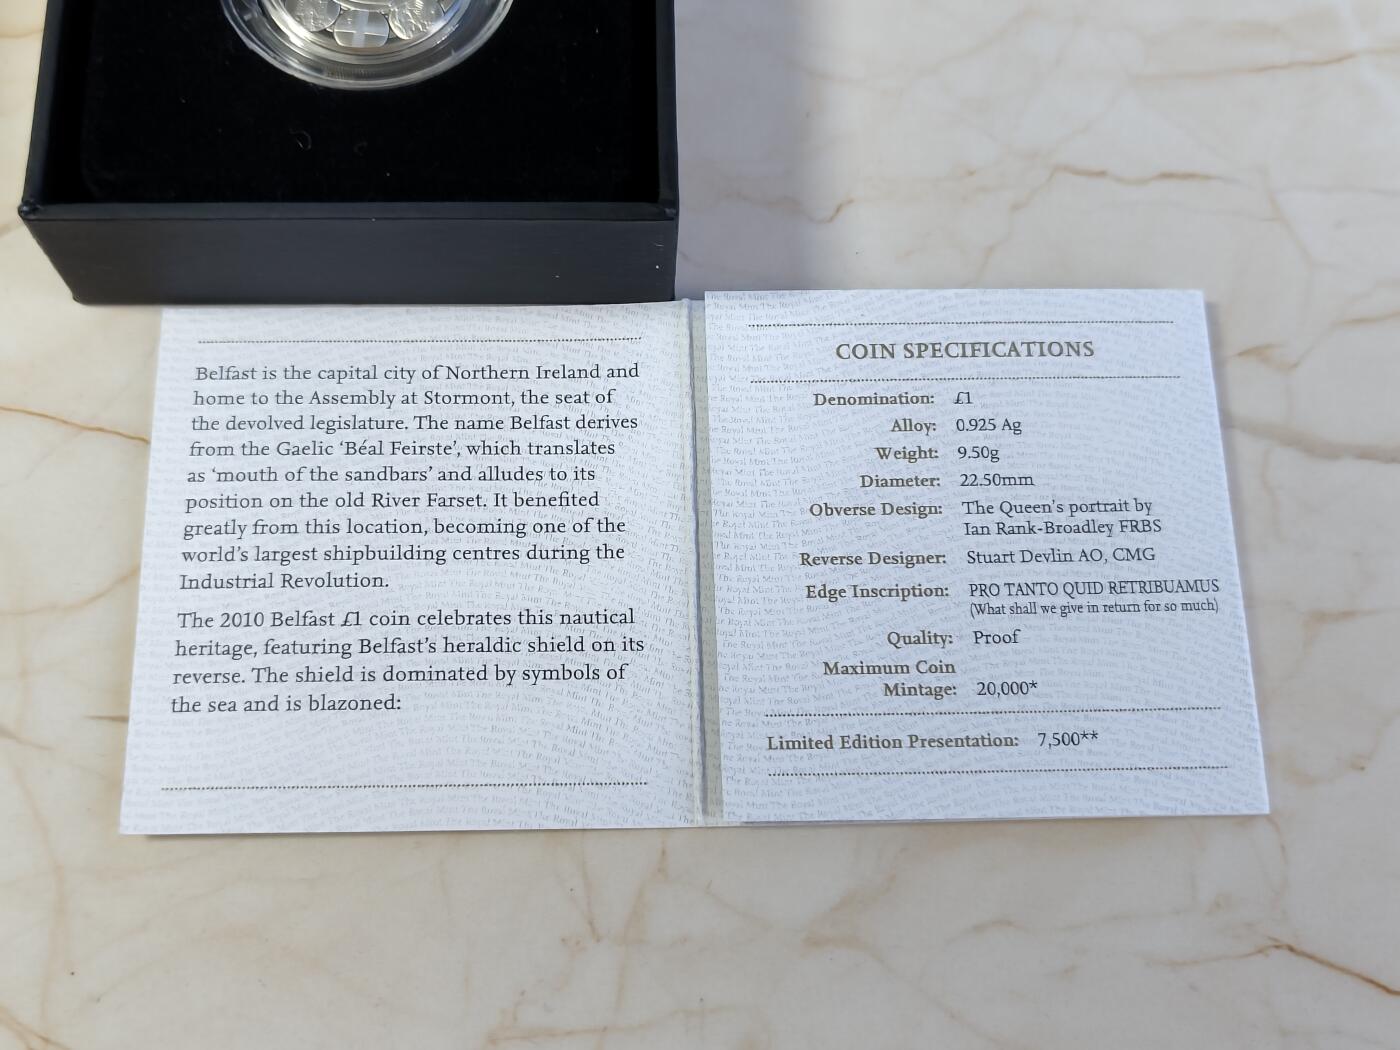 Belfast is the capital city of Northern Ireland and
home to the Assembly at Stormont, the seat of
the devolved legislature. The name Belfast derives
from the Gaelic ‘Béal Feirste’, which translates
as ‘mouth of the sandbars’ and alludes to its
position on the old River Farset. It benefited
greatly from this location, becoming one of the
world’s largest shipbuilding centres during the
Industrial Revolution.
The 2010 Belfast £1 coin celebrates this nautical
heritage, featuring Belfast’s heraldic shield on its
reverse. The shield is dominated by symbols of
the sea and is blazoned:
COIN SPECIFICATIONS
Denomination: £1
Alloy: 0.925 Ag
Weight: 9.50g
Diameter: 22.50mm
Obverse Design: The Queen’s portrait by
Ian Rank-Broadley FRBS
Reverse Designer: Stuart Devlin AO, CMG
Edge Inscription: PRO TANTO QUID RETRIBUAMUS
(What shall we give in return for so much)
Quality: Proof
Maximum Coin
Mintage: 20,000*
Limited Edition Presentation: 7,500**